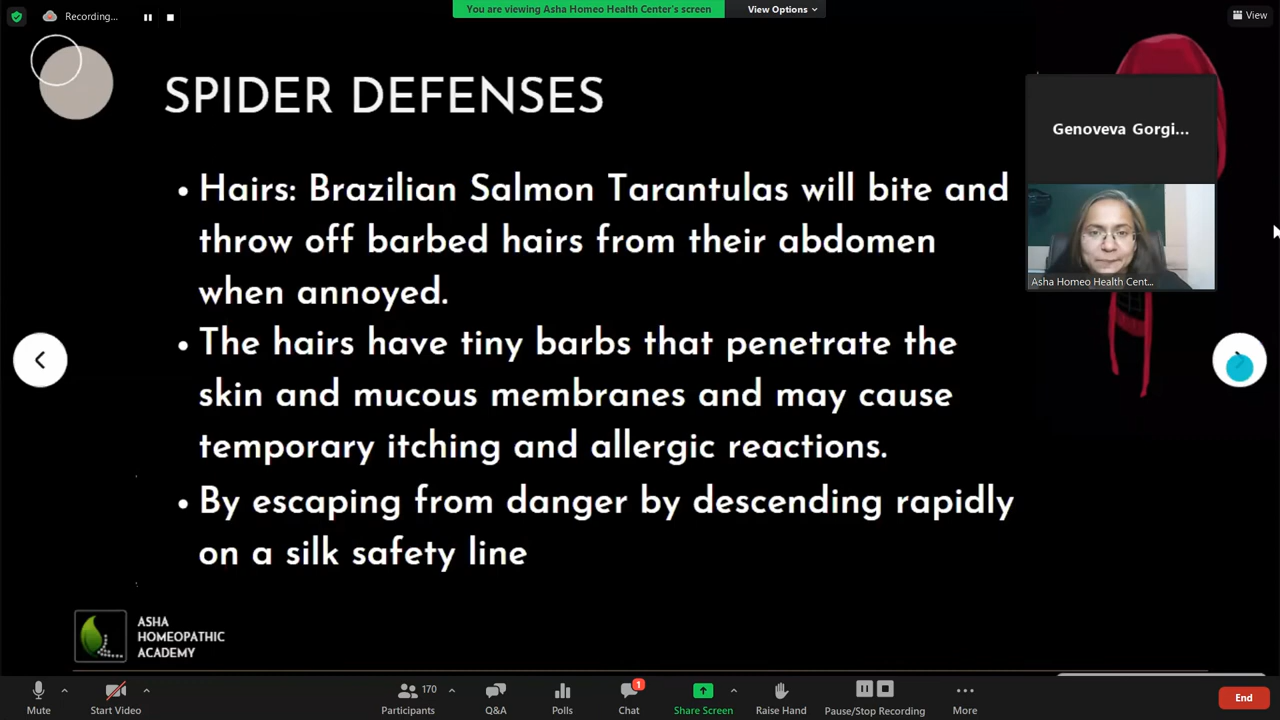 Recording...
You are viewing Asha Homeo Health Center's screen
View Options
View
SPIDER DEFENSES
Genoveva Gorgi...
Asha Homeo Health Cent...
• Hairs: Brazilian Salmon Tarantulas will bite and
throw off barbed hairs from their abdomen
when annoyed.
• The hairs have tiny barbs that penetrate the
skin and mucous membranes and may cause
temporary itching and allergic reactions.
• By escaping from danger by descending rapidly
on a silk safety line
ASHA
HOMEOPATHIC
ACADEMY
Mute
Start Video
170
Participants
Q&A
Polls
1
Chat
Share Screen
Raise Hand
Pause/Stop Recording
More
End